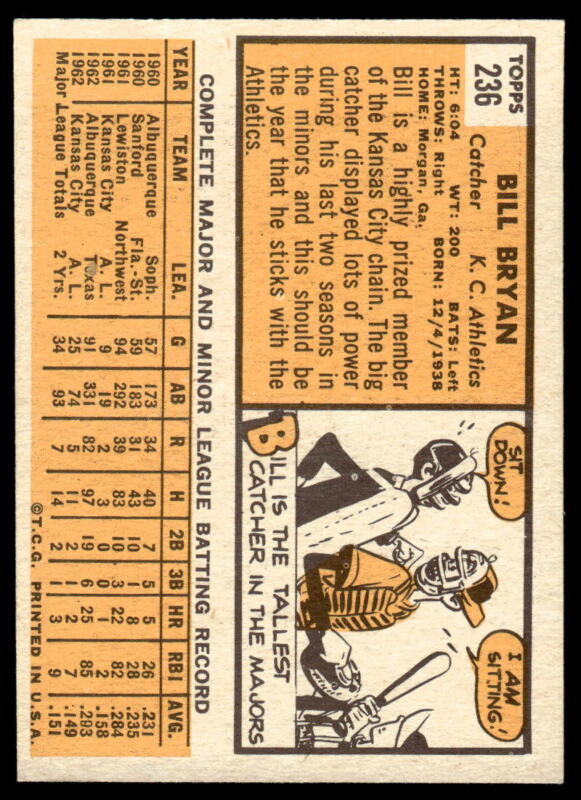 TOPPS
236
BILL BRYAN
Catcher K. C. Athletics
HT: 6:04 WT: 200 BATS: Left
THROWS: Right BORN: 12/4/1938
HOME: Morgan, Ga.
Bill is a highly prized member
of the Kansas City chain. The big
catcher displayed lots of power
during his last two seasons in
the minors and this should be
the year that he sticks with the
Athletics.
SIT
DOWN!
I AM
SITTING!
BILL IS THE TALLEST
CATCHER IN THE MAJORS
COMPLETE MAJOR AND MINOR LEAGUE BATTING RECORD
YEAR TEAM LEA. G AB R H 2B 3B HR RBI AVG.
1960 Albuquerque Soph. 57 173 34 40 7 5 5 26 .231
1960 Sanford Fla.-St. 59 183 31 43 10 1 8 28 .235
1961 Lewiston Northwest 94 292 39 83 10 3 22 82 .284
1961 Kansas City A. L. 9 19 2 3 0 0 1 2 .158
1962 Albuquerque Texas 91 331 82 97 19 6 25 85 .293
1962 Kansas City A. L. 25 74 5 11 2 1 2 7 .149
Major League Totals 2 Yrs. 34 93 7 14 2 1 3 9 .151
©T.C.G. PRINTED IN U.S.A.